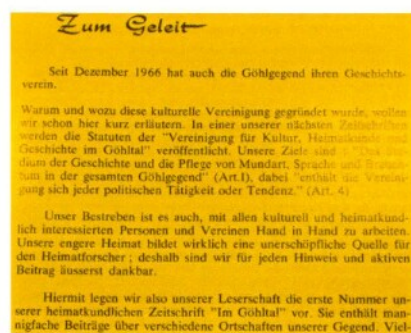 Zum Geleit
Seit Dezember 1966 hat auch die Göhlgegend ihren Geschichts-
verein.
Warum und wozu diese kulturelle Vereinigung gegründet wurde, wollen
wir schon hier kurz erläutern. In einer unserer nächsten Zeitschriften
werden die Statuten der "Vereinigung für Kultur, Heimatkunde und
Geschichte im Göhltal" veröffentlicht. Unsere Ziele sind : "Das Stu-
dium der Geschichte und die Pflege von Mundart, Sprache und
tum in der gesamten Göhlgegend" (Art.1), dabei "enthält die Vereini-
gung sich jeder politischen Tätigkeit oder Tendenz." (Art. 4)
Unser Bestreben ist es auch, mit allen kulturell und heimatkund-
lich interessierten Personen und Vereinen Hand in Hand zu arbeiten.
Unsere engere Heimat bildet wirklich eine unerschöpfliche Quelle für
den Heimatforscher ; deshalb sind wir für jeden Hinweis und aktiven
Beitrag äusserst dankbar.
Hiermit legen wir also unserer Leserschaft die erste Nummer un-
serer heimatkundlichen Zeitschrift "Im Göhltal" vor. Sie enthält man-
nigfache Beiträge über verschiedene Ortschaften unserer Gegend. Viele